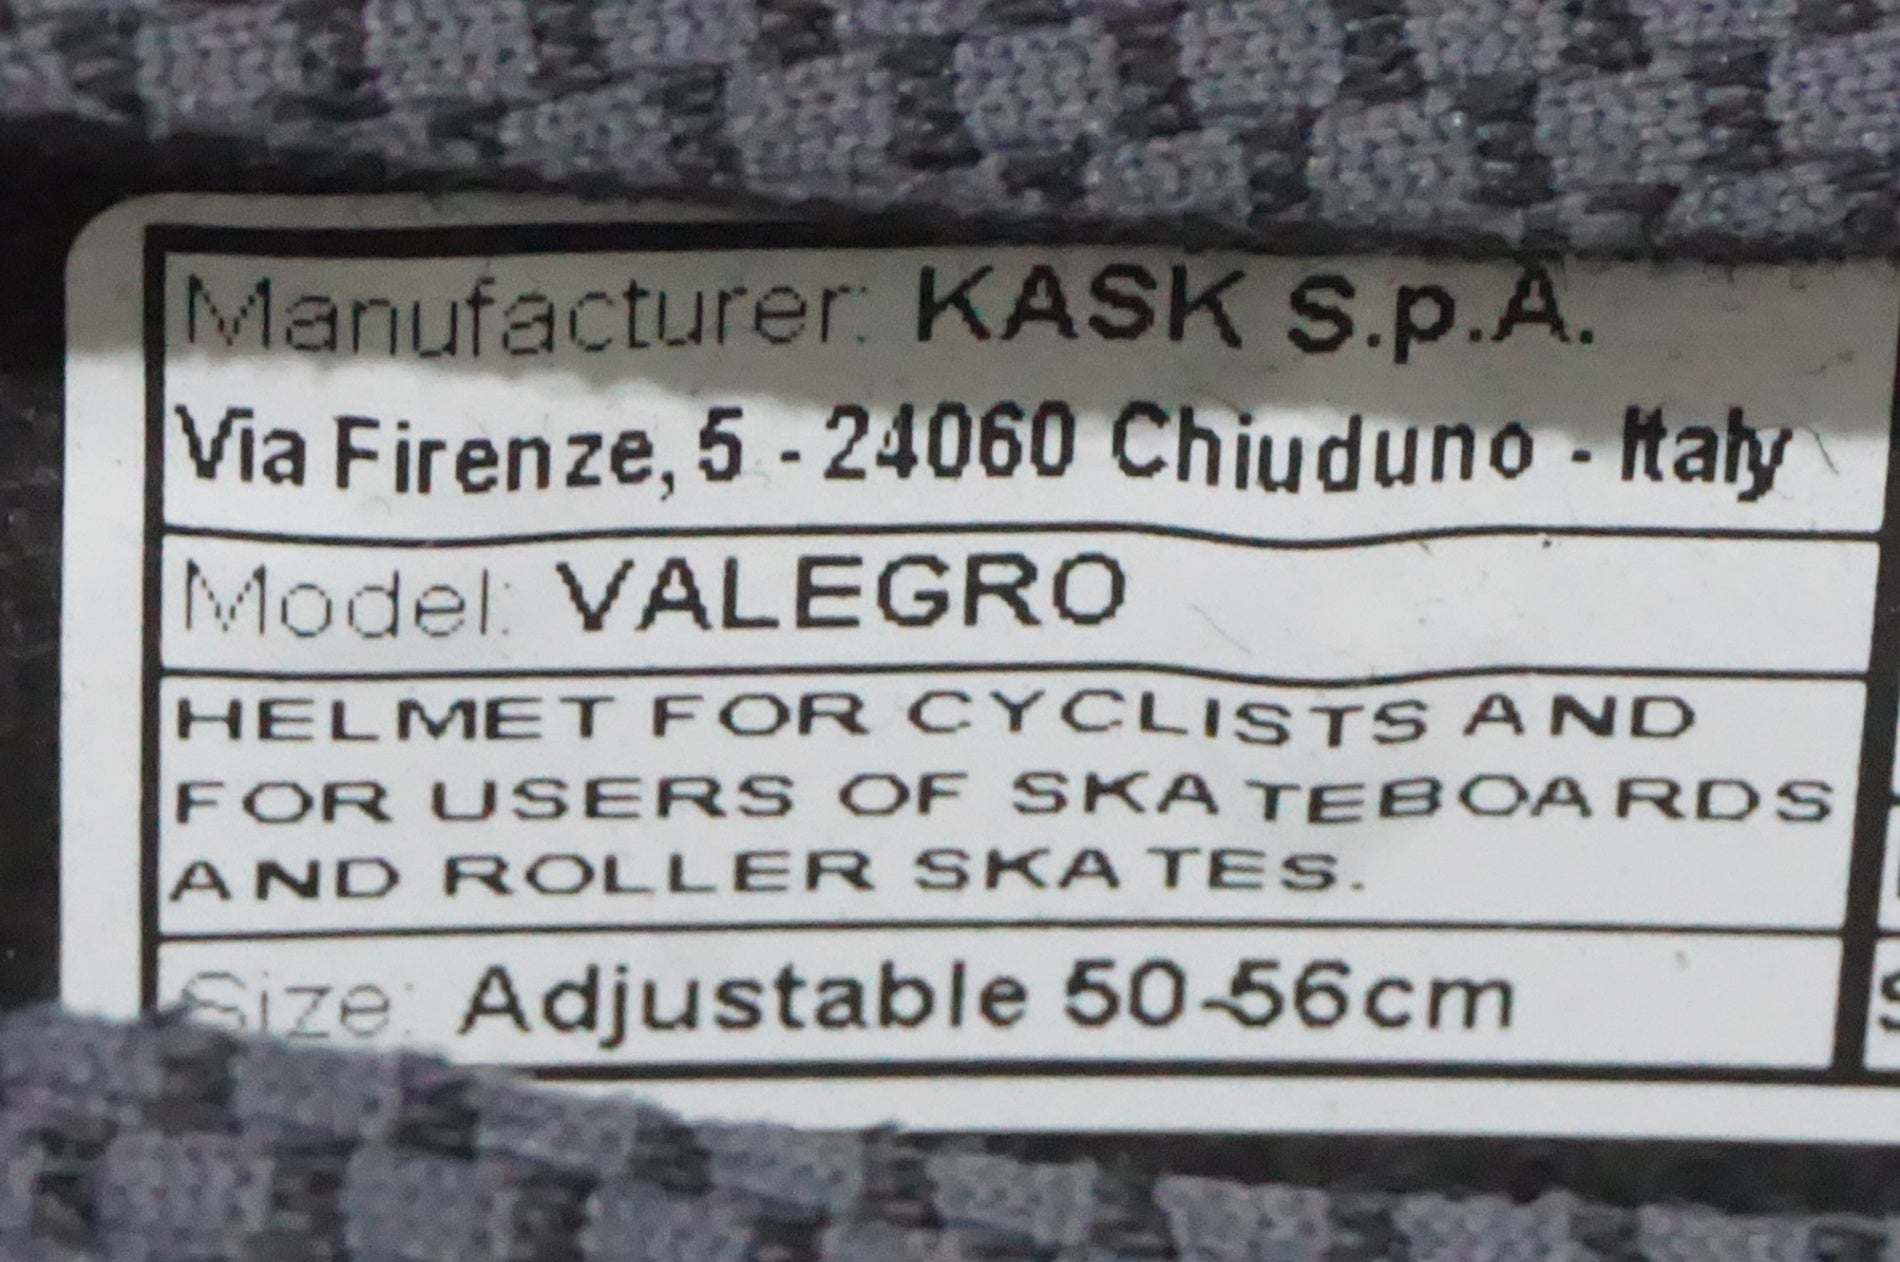 Manufacturer: KASK S.p.A.
Via Firenze, 5 - 24060 Chiuduno - Italy
Model: VALEGRO
HELMET FOR CYCLISTS AND
FOR USERS OF SKATEBOARDS
AND ROLLER SKATES.
Size: Adjustable 50-56cm